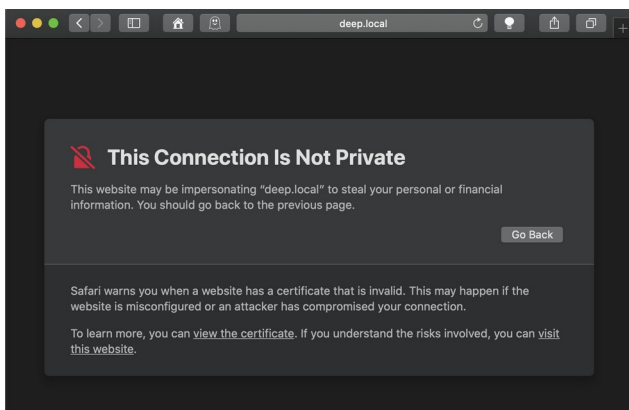 deep.local
This Connection Is Not Private
This website may be impersonating “deep.local” to steal your personal or financial
information. You should go back to the previous page.
Go Back
Safari warns you when a website has a certificate that is invalid. This may happen if the
website is misconfigured or an attacker has compromised your connection.
To learn more, you can view the certificate. If you understand the risks involved, you can visit
this website.